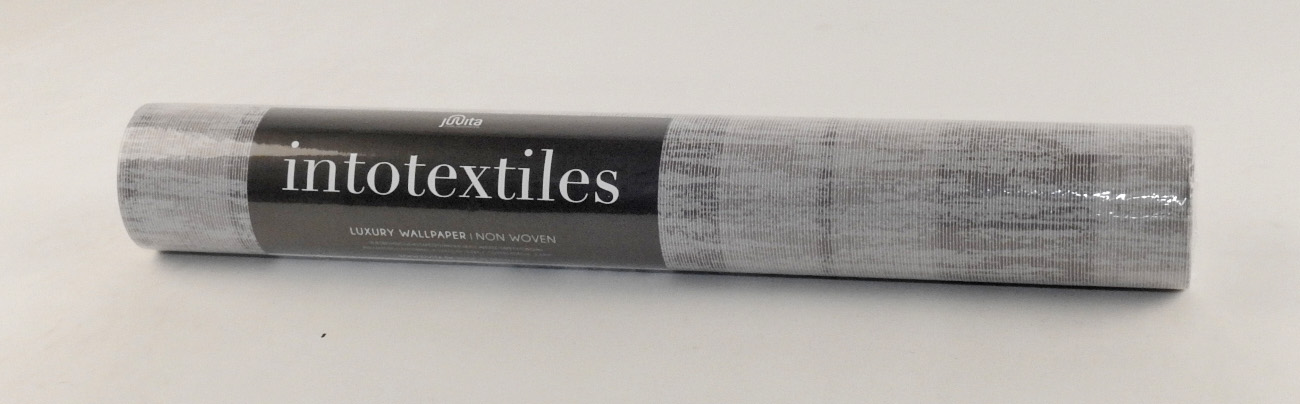 juvita
intotextiles
LUXURY WALLPAPER | NON WOVEN